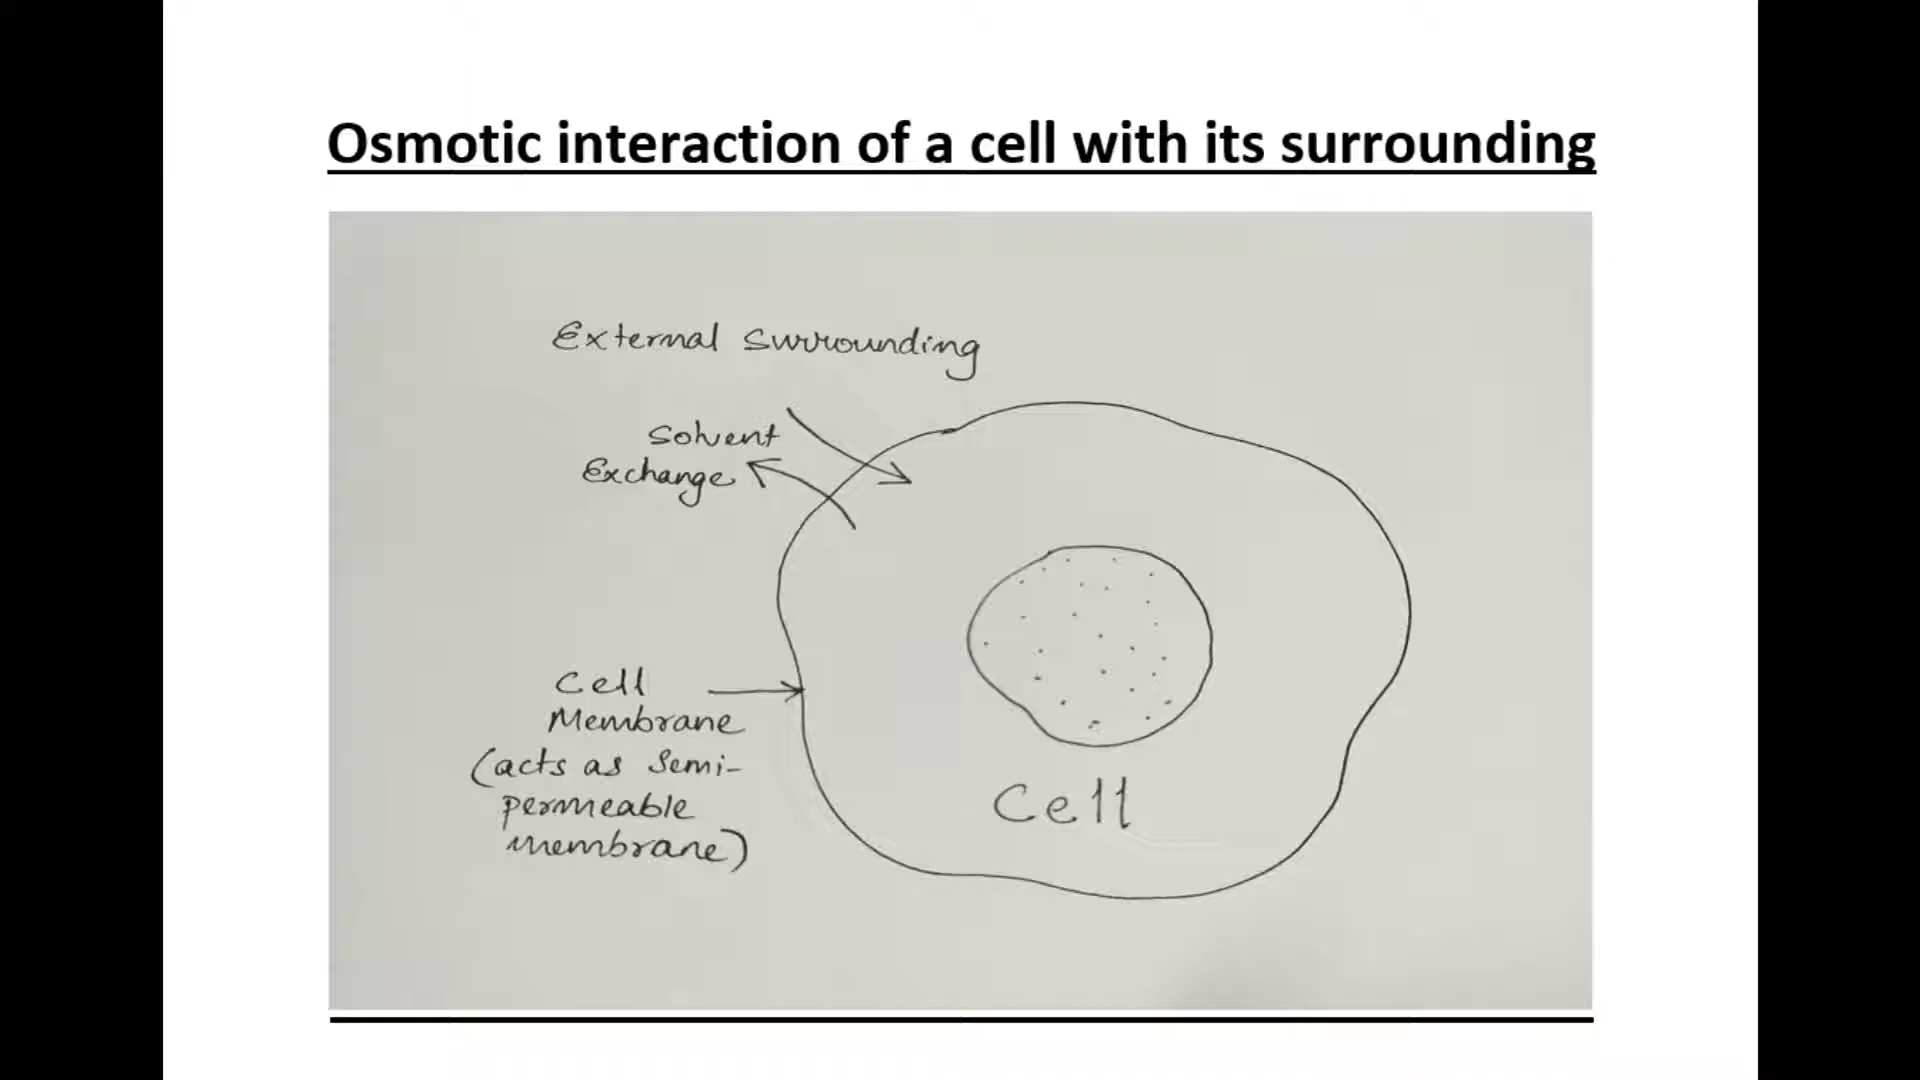 Osmotic interaction of a cell with its surrounding
External Surrounding
Solvent
Exchange
Cell
Membrane
(acts as Semi-
permeable
membrane)
Cell